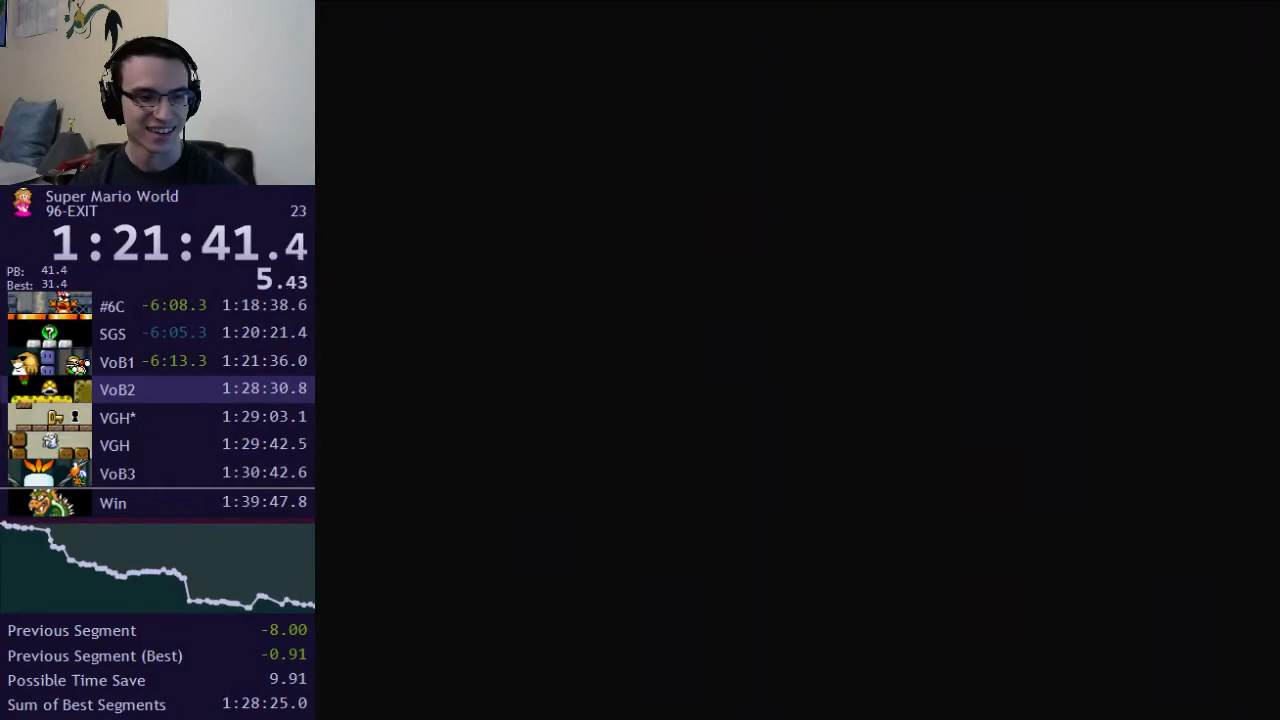 Super Mario World
96-EXIT 23
1:21:41.4
PB: 41.4
Best: 31.4
5.43
#6C -6:08.3 1:18:38.6
SGS -6:05.3 1:20:21.4
VoB1 -6:13.3 1:21:36.0
VoB2 1:28:30.8
VGH* 1:29:03.1
VGH 1:29:42.5
VoB3 1:30:42.6
Win 1:39:47.8
Previous Segment -8.00
Previous Segment (Best) -0.91
Possible Time Save 9.91
Sum of Best Segments 1:28:25.0